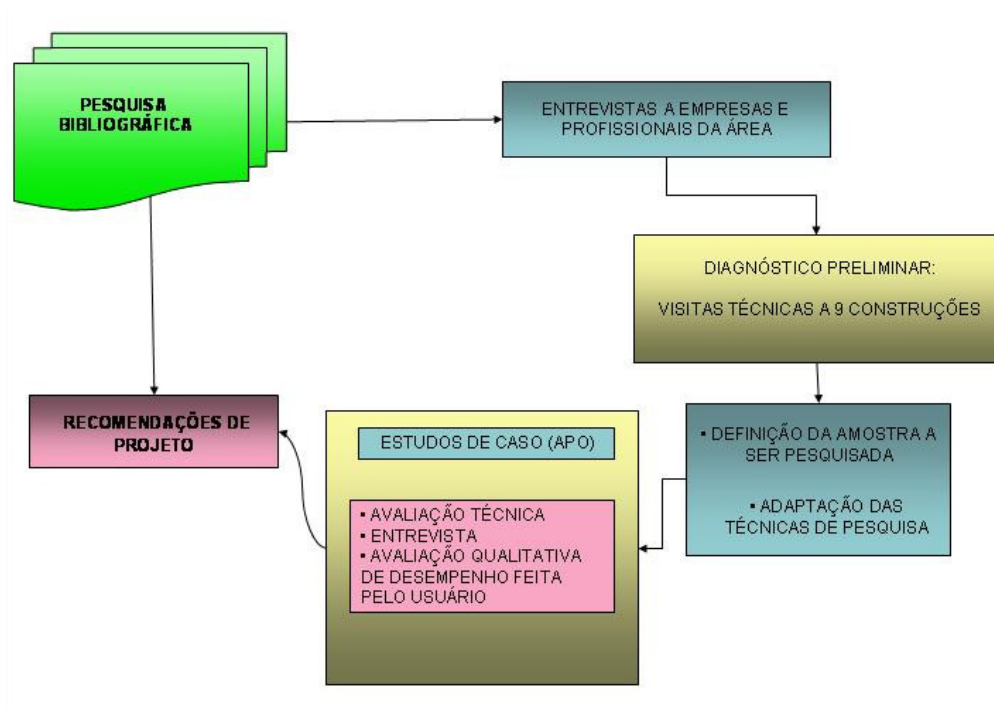 PESQUISA
BIBLIOGRÁFICA
ENTREVISTAS A EMPRESAS E
PROFISSIONAIS DA ÁREA
DIAGNÓSTICO PRELIMINAR:
VISITAS TÉCNICAS A 9 CONSTRUÇÕES
▪ DEFINIÇÃO DA AMOSTRA A
SER PESQUISADA
▪ ADAPTAÇÃO DAS
TÉCNICAS DE PESQUISA
ESTUDOS DE CASO (APO)
▪ AVALIAÇÃO TÉCNICA
▪ ENTREVISTA
▪ AVALIAÇÃO QUALITATIVA
DE DESEMPENHO FEITA
PELO USUÁRIO
RECOMENDAÇÕES DE
PROJETO